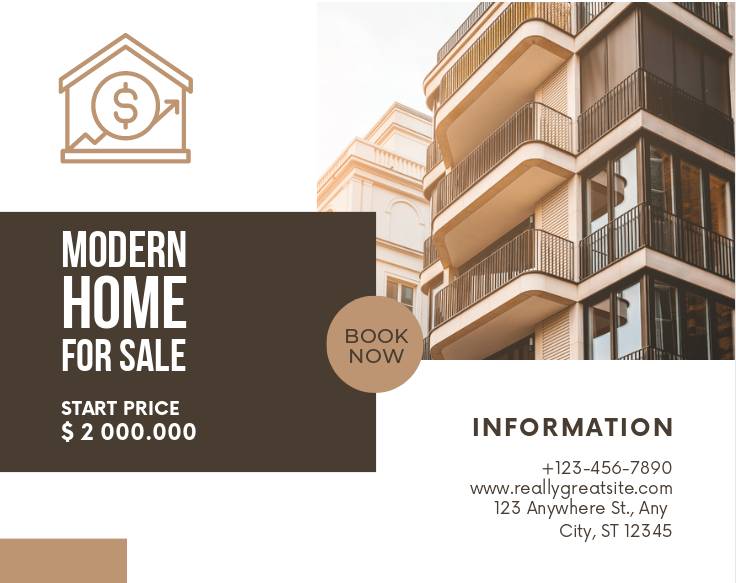 $
MODERN
HOME
FOR SALE
START PRICE
$ 2 000.000
BOOK
NOW
INFORMATION
+123-456-7890
www.reallygreatsite.com
123 Anywhere St., Any
City, ST 12345